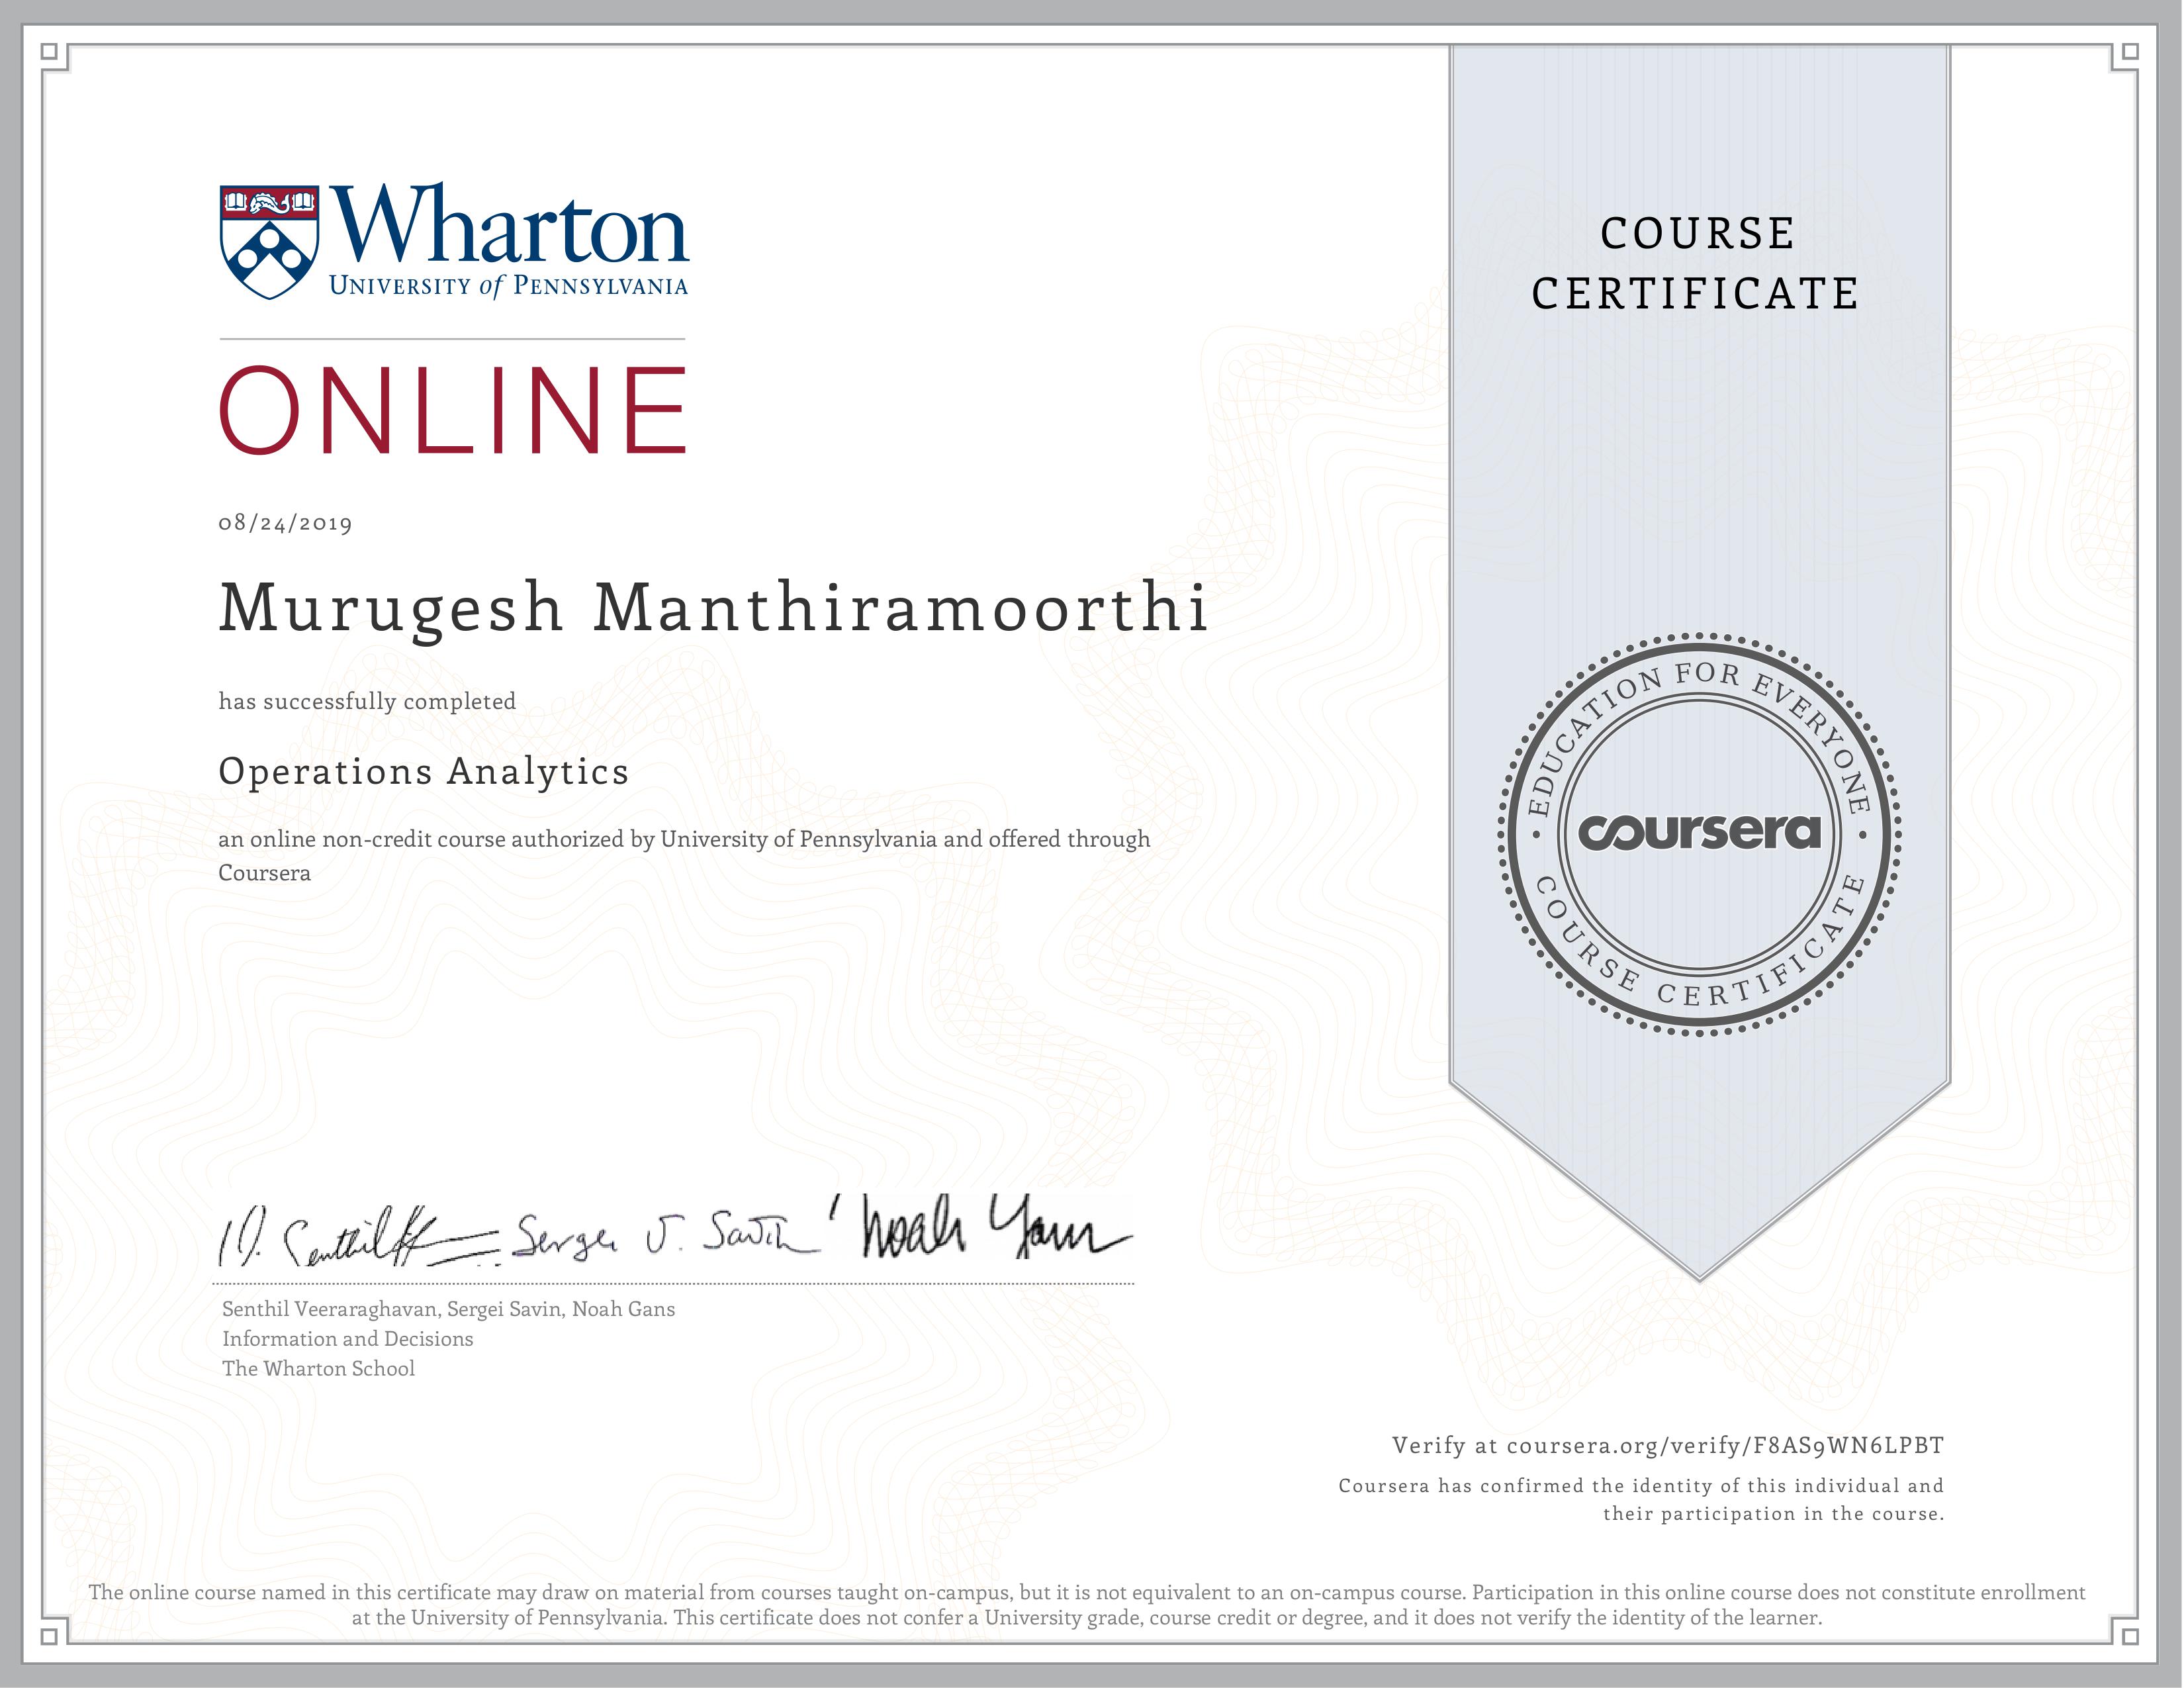 Wharton
UNIVERSITY of PENNSYLVANIA
ONLINE
08/24/2019
Murugesh Manthiramoorthi
has successfully completed
Operations Analytics
an online non-credit course authorized by University of Pennsylvania and offered through
Coursera
COURSE
CERTIFICATE
EDUCATION FOR EVERYONE
coursera
COURSE CERTIFICATE
Senthil Veeraraghavan, Sergei Savin, Noah Gans
Information and Decisions
The Wharton School
Verify at coursera.org/verify/F8AS9WN6LPBT
Coursera has confirmed the identity of this individual and
their participation in the course.
The online course named in this certificate may draw on material from courses taught on-campus, but it is not equivalent to an on-campus course. Participation in this online course does not constitute enrollment
at the University of Pennsylvania. This certificate does not confer a University grade, course credit or degree, and it does not verify the identity of the learner.